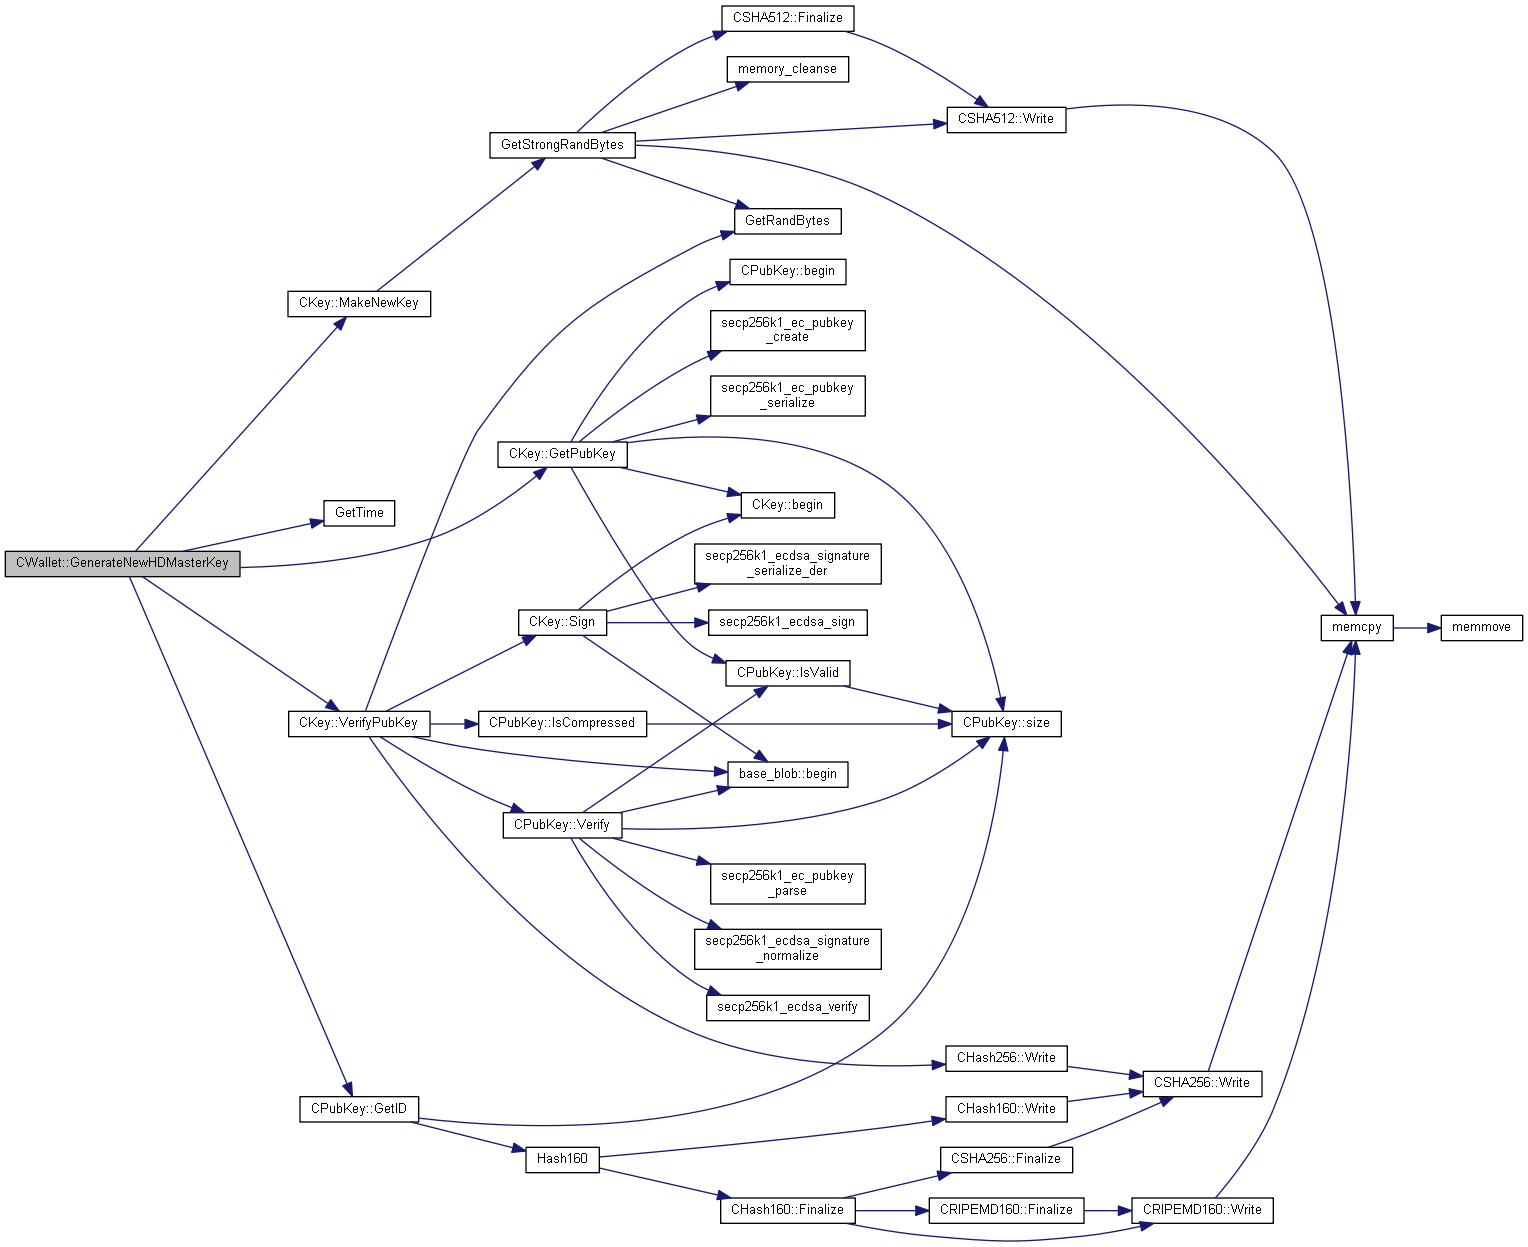 CSHA512::Finalize
memory_cleanse
CSHA512::Write
GetStrongRandBytes
GetRandBytes
CPubKey::begin
CKey::MakeNewKey
secp256k1_ec_pubkey
_create
secp256k1_ec_pubkey
_serialize
CKey::GetPubKey
CKey::begin
GetTime
CWallet::GenerateNewHDMasterKey
secp256k1_ecdsa_signature
_serialize_der
CKey::Sign
secp256k1_ecdsa_sign
memcpy
memmove
CPubKey::IsValid
CKey::VerifyPubKey
CPubKey::IsCompressed
CPubKey::size
base_blob::begin
CPubKey::Verify
secp256k1_ec_pubkey
_parse
secp256k1_ecdsa_signature
_normalize
secp256k1_ecdsa_verify
CHash256::Write
CSHA256::Write
CPubKey::GetID
CHash160::Write
Hash160
CSHA256::Finalize
CHash160::Finalize
CRIPEMD160::Finalize
CRIPEMD160::Write